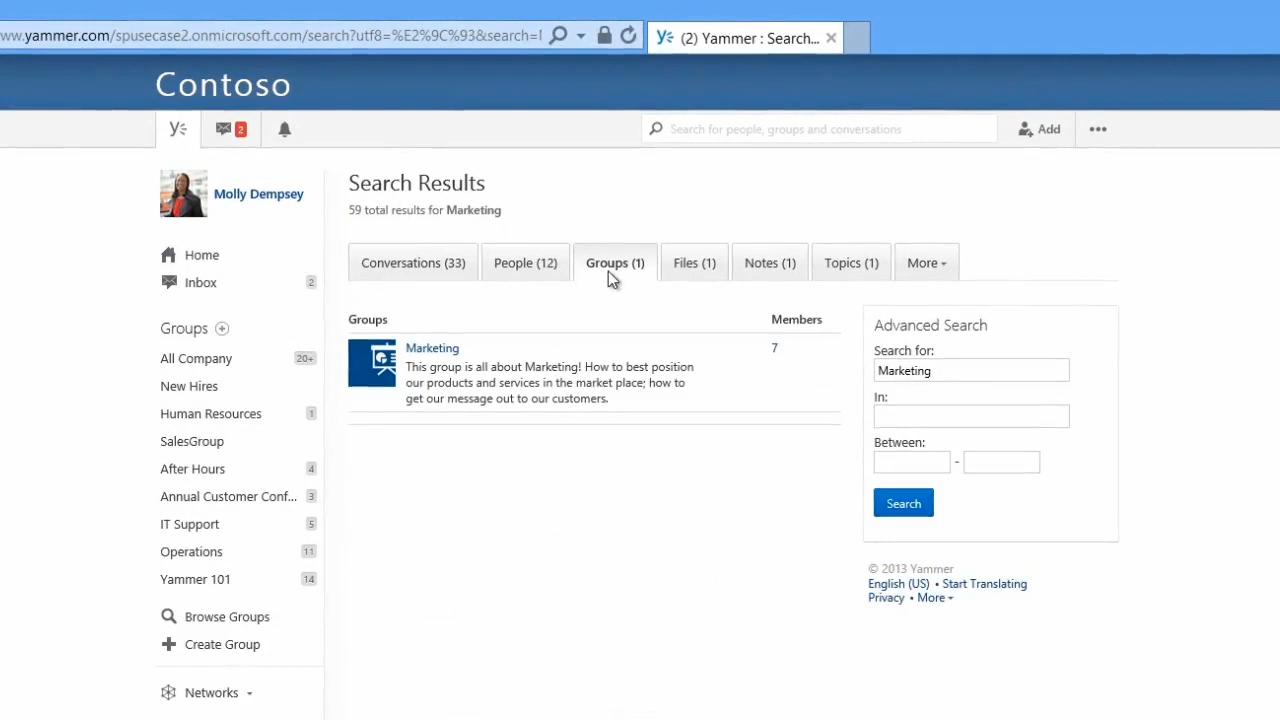 www.yammer.com/spusecase2.onmicrosoft.com/search?utf8=%E2%9C%93&search=
(2) Yammer : Search...
Contoso
2
Search for people, groups and conversations
Add
Molly Dempsey
Home
Inbox 2
Groups
All Company 20+
New Hires
Human Resources 1
SalesGroup
After Hours 4
Annual Customer Conf... 3
IT Support 5
Operations 11
Yammer 101 14
Browse Groups
Create Group
Networks
Search Results
59 total results for Marketing
Conversations (33)
People (12)
Groups (1)
Files (1)
Notes (1)
Topics (1)
More
Groups Members
Marketing 7
This group is all about Marketing! How to best position
our products and services in the market place; how to
get our message out to our customers.
Advanced Search
Search for:
Marketing
In:
Between:
-
Search
© 2013 Yammer
English (US) • Start Translating
Privacy • More